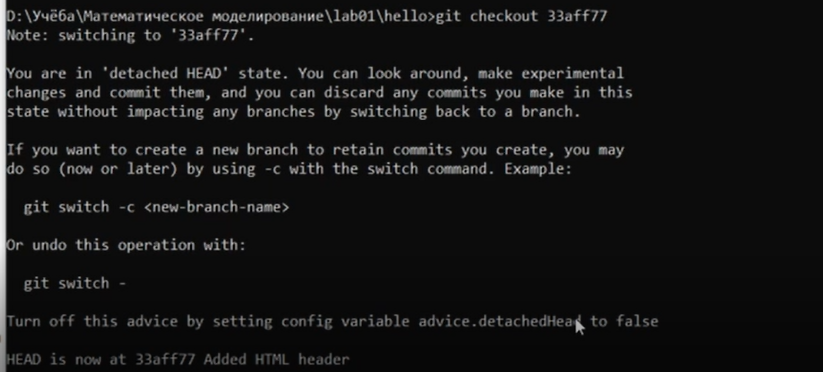 D:\Учёба\Математическое моделирование\lab01\hello>git checkout 33aff77
Note: switching to '33aff77'.
You are in 'detached HEAD' state. You can look around, make experimental
changes and commit them, and you can discard any commits you make in this
state without impacting any branches by switching back to a branch.
If you want to create a new branch to retain commits you create, you may
do so (now or later) by using -c with the switch command. Example:
git switch -c <new-branch-name>
Or undo this operation with:
git switch -
Turn off this advice by setting config variable advice.detachedHead to false
HEAD is now at 33aff77 Added HTML header